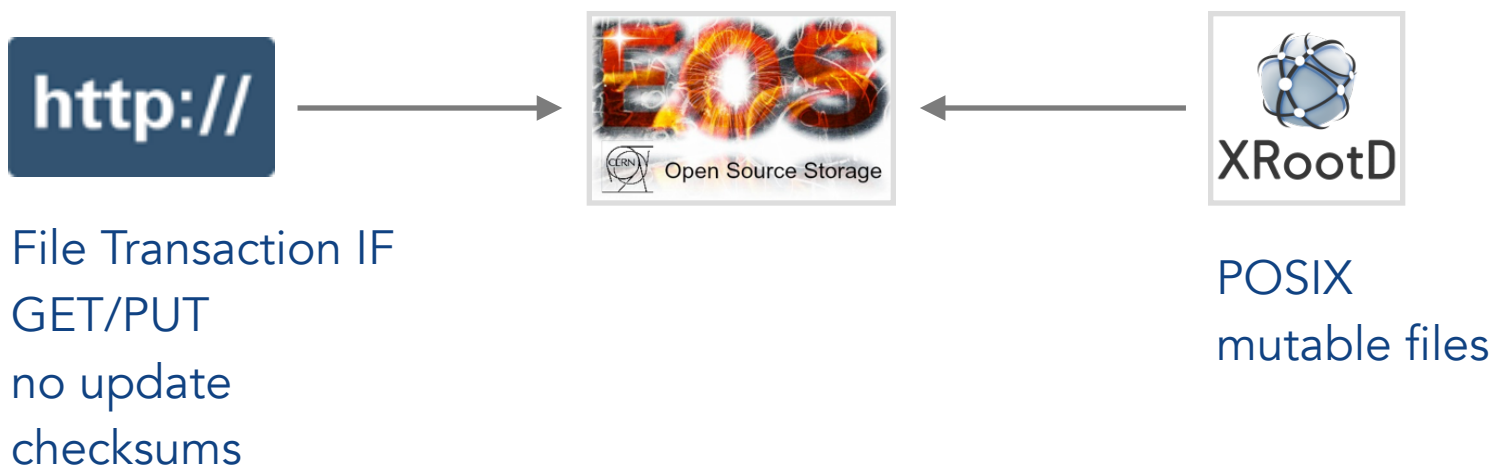 http://
EOS
CERN
Open Source Storage
XRootD
File Transaction IF
GET/PUT
no update
checksums
POSIX
mutable files